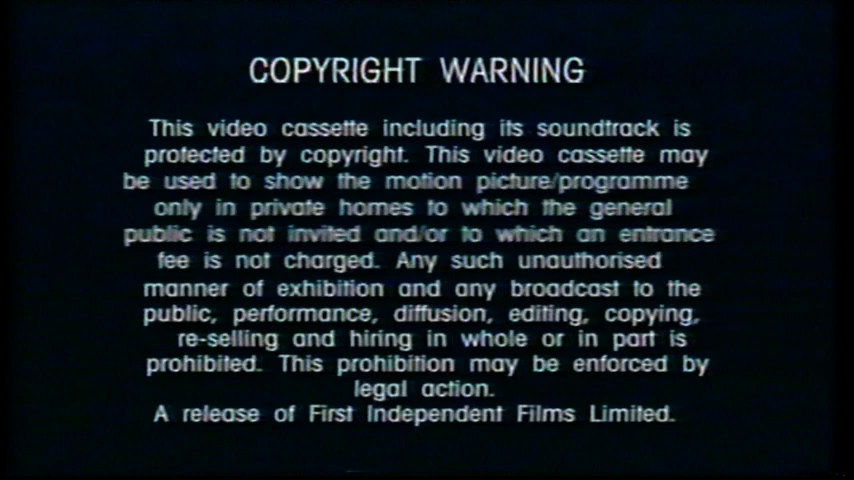 COPYRIGHT WARNING
This video cassette including its soundtrack is
protected by copyright. This video cassette may
be used to show the motion picture/programme
only in private homes to which the general
public is not invited and/or to which an entrance
fee is not charged. Any such unauthorised
manner of exhibition and any broadcast to the
public, performance, diffusion, editing, copying,
re-selling and hiring in whole or in part is
prohibited. This prohibition may be enforced by
legal action.
A release of First Independent Films Limited.